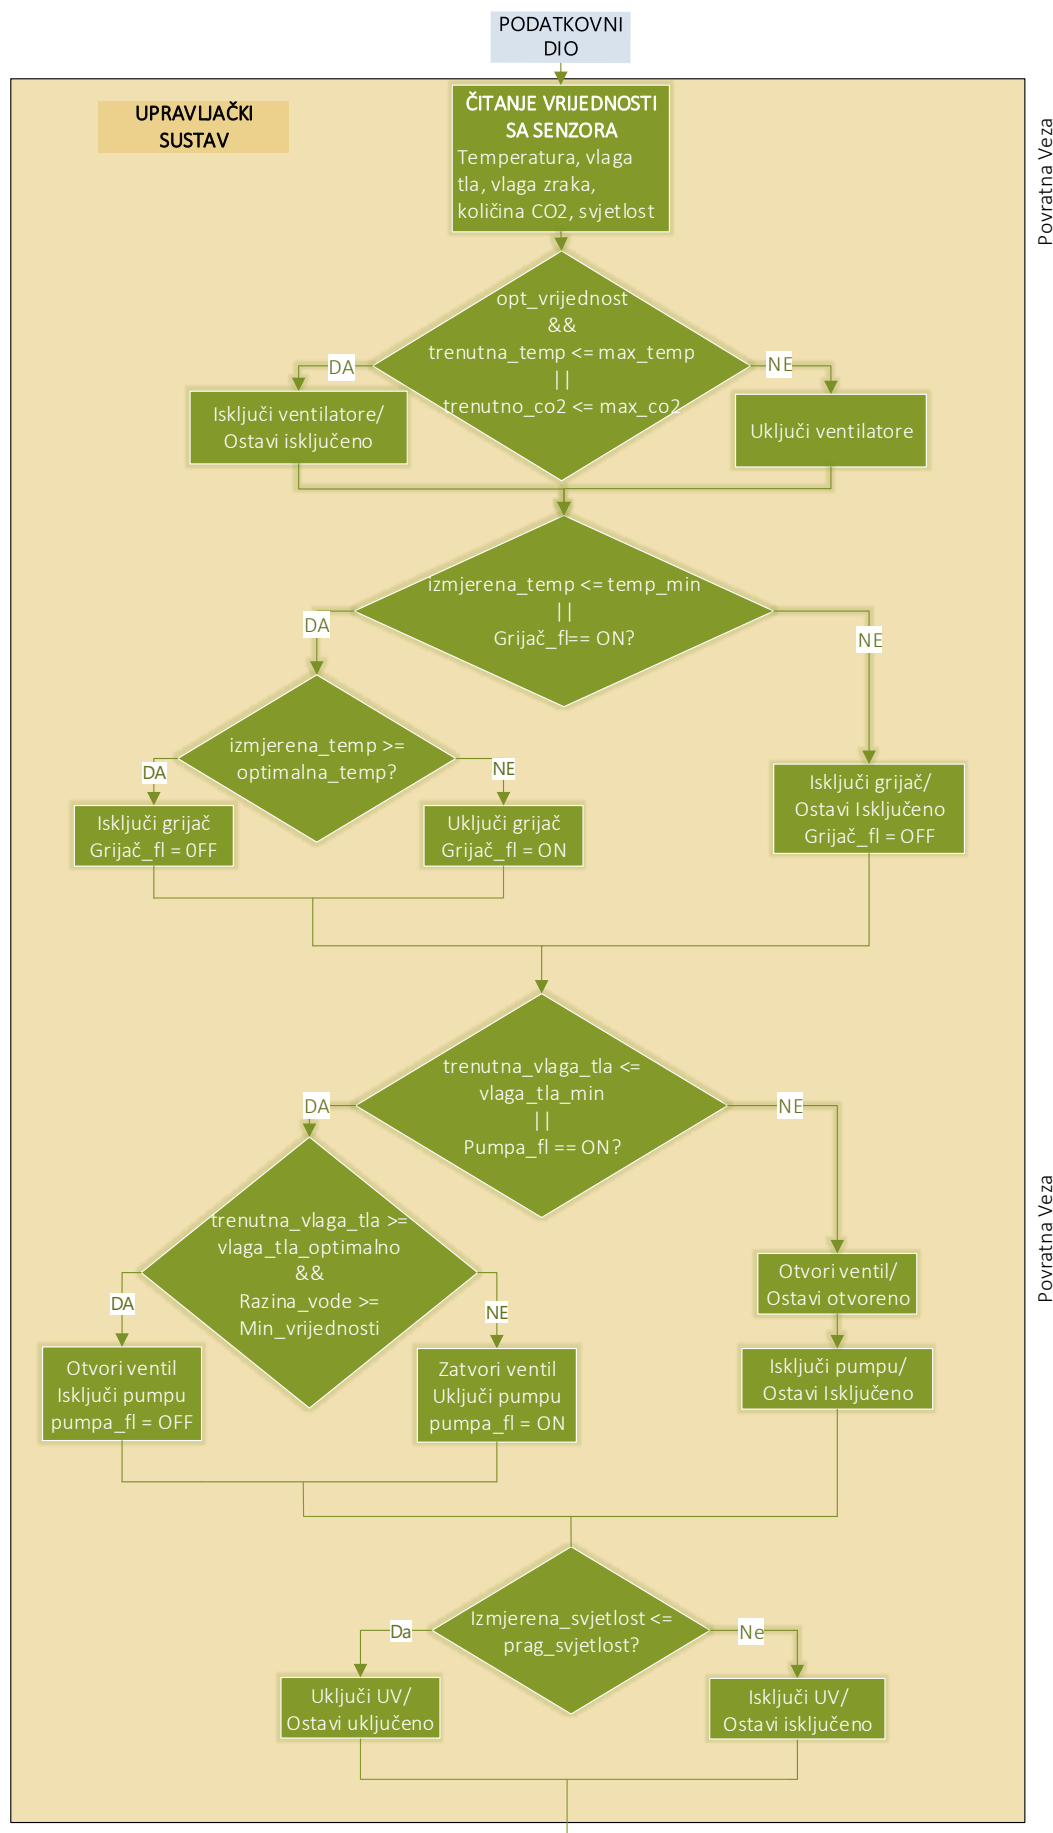 PODATKOVNI
DIO
UPRAVLJAČKI
SUSTAV
ČITANJE VRIJEDNOSTI
SA SENZORA
Temperatura, vlaga
tla, vlaga zraka,
količina CO2, svjetlost
Povratna Veza
opt_vrijednost
&&
trenutna_temp <= max_temp
||
trenutno_co2 <= max_co2
DA
NE
Isključi ventilatore/
Ostavi isključeno
Uključi ventilatore
izmjerena_temp <= temp_min
||
Grijač_fl== ON?
DA
NE
izmjerena_temp >=
optimalna_temp?
DA
NE
Isključi grijač
Grijač_fl = 0FF
Uključi grijač
Grijač_fl = ON
Isključi grijač/
Ostavi Isključeno
Grijač_fl = OFF
trenutna_vlaga_tla <=
vlaga_tla_min
||
Pumpa_fl == ON?
DA
NE
Povratna Veza
trenutna_vlaga_tla >=
vlaga_tla_optimalno
&&
Razina_vode >=
Min_vrijednosti
DA
NE
Otvori ventil/
Ostavi otvoreno
Otvori ventil
Isključi pumpu
pumpa_fl = OFF
Zatvori ventil
Uključi pumpu
pumpa_fl = ON
Isključi pumpu/
Ostavi Isključeno
Izmjerena_svjetlost <=
prag_svjetlost?
Da
Ne
Uključi UV/
Ostavi uključeno
Isključi UV/
Ostavi isključeno